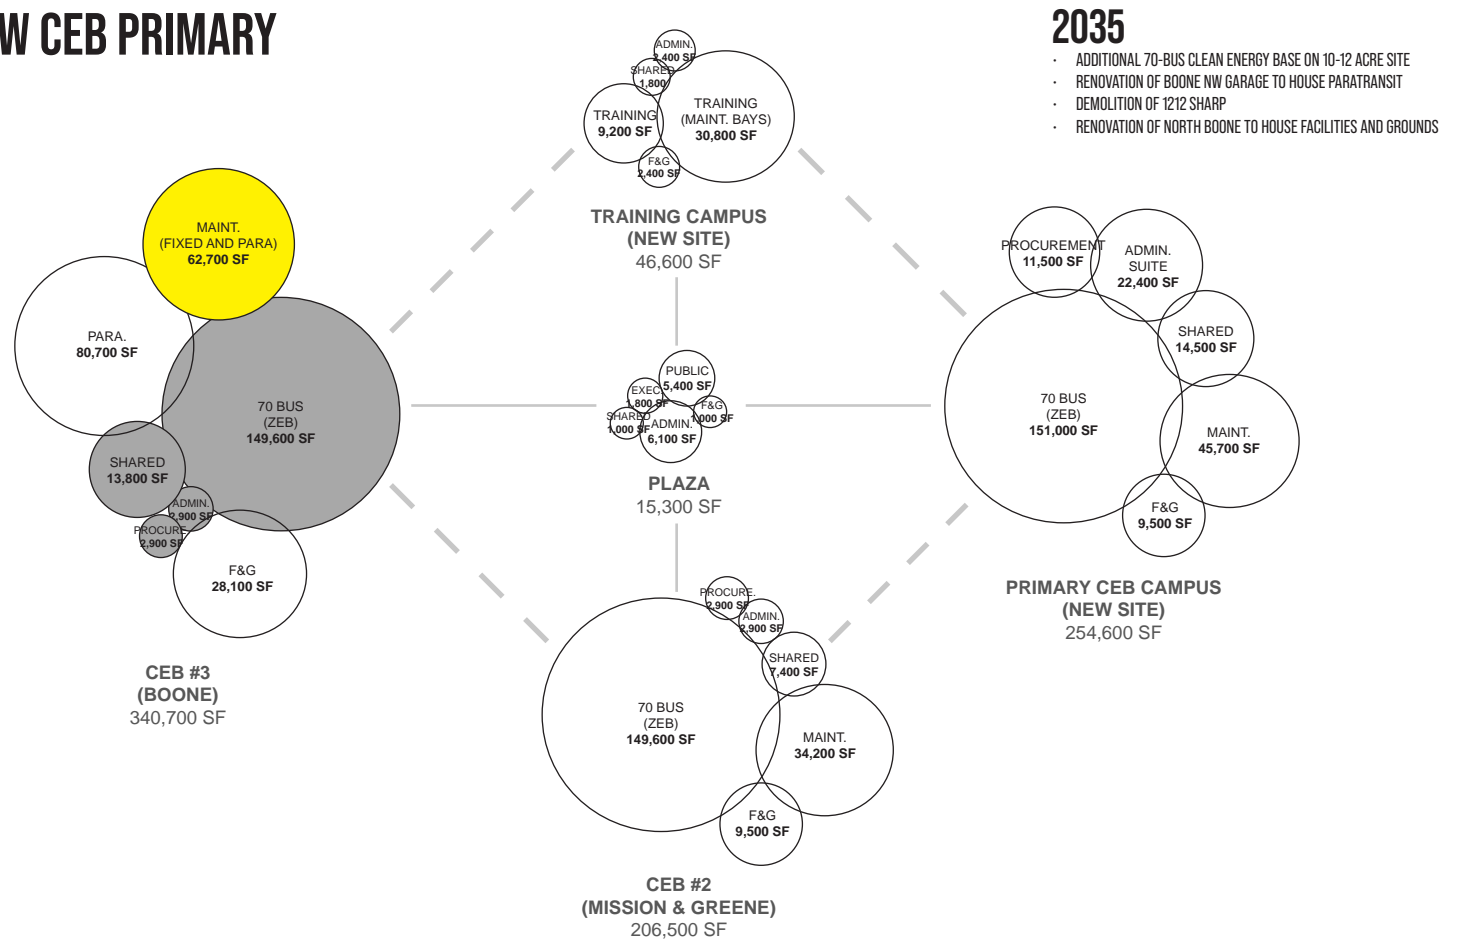 W CEB PRIMARY
2035
· ADDITIONAL 70-BUS CLEAN ENERGY BASE ON 10-12 ACRE SITE
· RENOVATION OF BOONE NW GARAGE TO HOUSE PARATRANSIT
· DEMOLITION OF 1212 SHARP
· RENOVATION OF NORTH BOONE TO HOUSE FACILITIES AND GROUNDS
ADMIN.
2,400 SF
SHARED
1,800
TRAINING
9,200 SF
TRAINING
(MAINT. BAYS)
30,800 SF
F&G
2,400 SF
TRAINING CAMPUS
(NEW SITE)
46,600 SF
MAINT.
(FIXED AND PARA)
62,700 SF
PARA.
80,700 SF
70 BUS
(ZEB)
149,600 SF
SHARED
13,800 SF
ADMIN.
2,900 SF
PROCURE.
2,900 SF
F&G
28,100 SF
CEB #3
(BOONE)
340,700 SF
PUBLIC
5,400 SF
EXEC.
1,800 SF
F&G
1,000 SF
SHARED
1,000 SF
ADMIN.
6,100 SF
PLAZA
15,300 SF
PROCUREMENT
11,500 SF
ADMIN.
SUITE
22,400 SF
SHARED
14,500 SF
70 BUS
(ZEB)
151,000 SF
MAINT.
45,700 SF
F&G
9,500 SF
PRIMARY CEB CAMPUS
(NEW SITE)
254,600 SF
PROCURE.
2,900 SF
ADMIN.
2,900 SF
SHARED
7,400 SF
70 BUS
(ZEB)
149,600 SF
MAINT.
34,200 SF
F&G
9,500 SF
CEB #2
(MISSION & GREENE)
206,500 SF